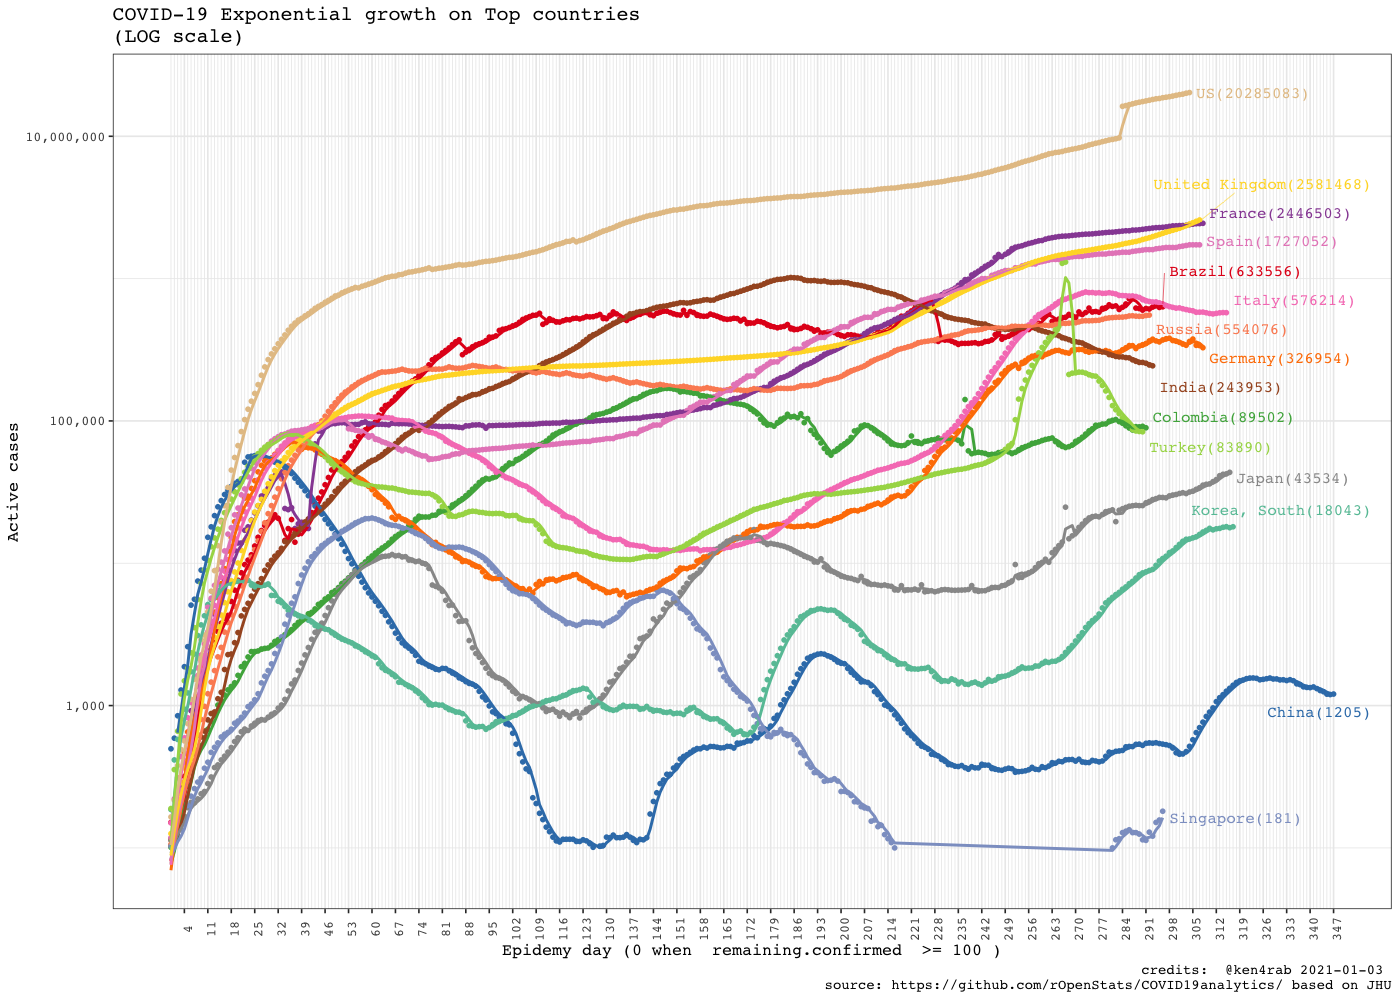 COVID-19 Exponential growth on Top countries
(LOG scale)
Active cases
10,000,000
100,000
1,000
US(20285083)
United Kingdom(2581468)
France(2446503)
Spain(1727052)
Brazil(633556)
Italy(576214)
Russia(554076)
Germany(326954)
India(243953)
Colombia(89502)
Turkey(83890)
Japan(43534)
Korea, South(18043)
China(1205)
Singapore(181)
4 11 18 25 32 39 46 53 60 67 74 81 88 95 102 109 116 123 130 137 144 151 158 165 172 179 186 193 200 207 214 221 228 235 242 249 256 263 270 277 284 291 298 305 312 319 326 333 340 347
Epidemy day (0 when  remaining.confirmed  >= 100 )
credits:  @ken4rab 2021-01-03
source: https://github.com/rOpenStats/COVID19analytics/ based on JHU